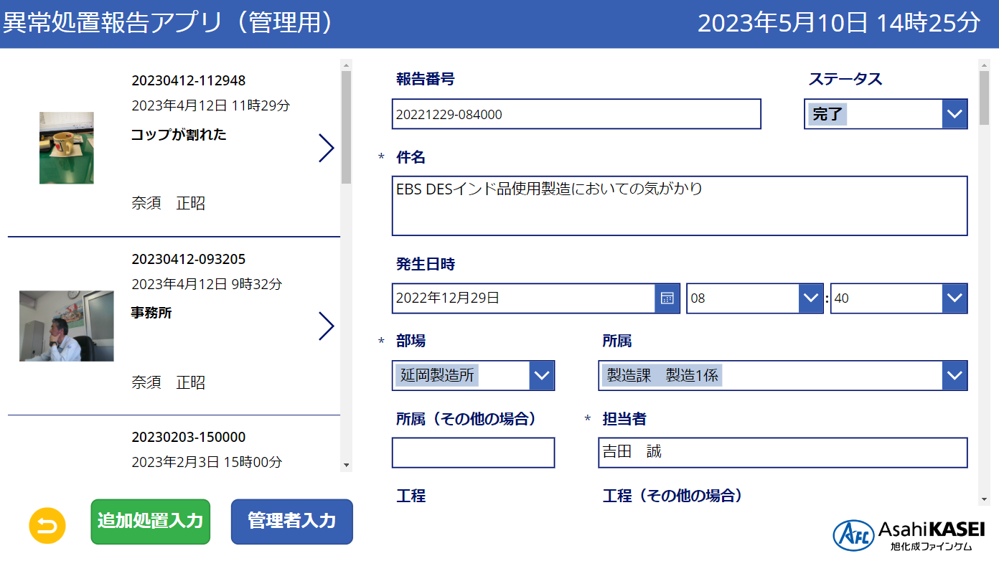 異常処置報告アプリ（管理用）
2023年5月10日 14時25分
20230412-112948
2023年4月12日 11時29分
コップが割れた
奈須　正昭
20230412-093205
2023年4月12日 9時32分
事務所
奈須　正昭
20230203-150000
2023年2月3日 15時00分
追加処置入力
管理者入力
報告番号
ステータス
20221229-084000
完了
* 件名
EBS DESインド品使用製造においての気がかり
発生日時
2022年12月29日
08
:
40
* 部場
所属
延岡製造所
製造課　製造1係
所属（その他の場合）
* 担当者
吉田　誠
工程
工程（その他の場合）
AFC
AsahiKASEI
旭化成ファインケム